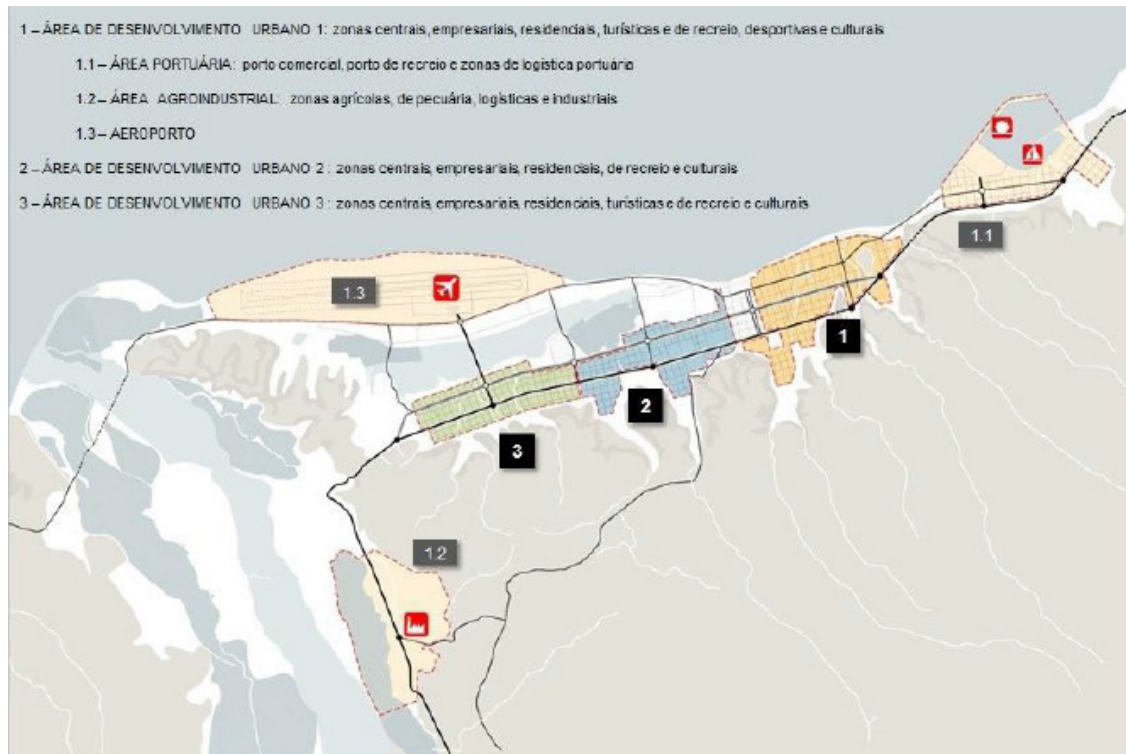 1 – ÁREA DE DESENVOLVIMENTO URBANO 1: zonas centrais, empresariais, residenciais, turísticas e de recreio, desportivas e culturais
1.1 – ÁREA PORTUÁRIA: porto comercial, porto de recreio e zonas de logística portuária
1.2 – ÁREA AGROINDUSTRIAL: zonas agrícolas, de pecuária, logísticas e industriais
1.3 – AEROPORTO
2 – ÁREA DE DESENVOLVIMENTO URBANO 2: zonas centrais, empresariais, residenciais, de recreio e culturais
3 – ÁREA DE DESENVOLVIMENTO URBANO 3: zonas centrais, empresariais, residenciais, turísticas e de recreio e culturais
1.1
1.3
1
2
3
1.2